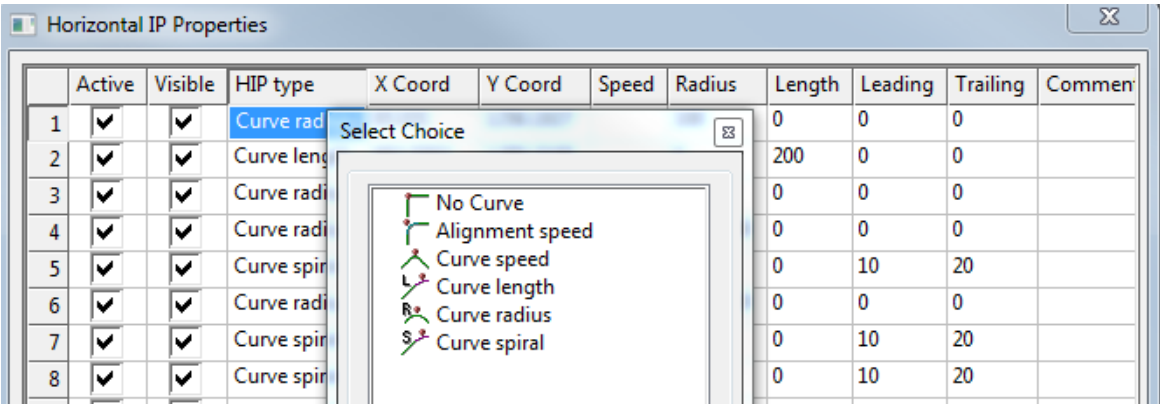 Horizontal IP Properties
Active Visible HIP type X Coord Y Coord Speed Radius Length Leading Trailing Commen
1 Curve rad 0 0 0
2 Curve leng 200 0 0
3 Curve radi 0 0 0
4 Curve radi 0 0 0
5 Curve spir 0 10 20
6 Curve radi 0 0 0
7 Curve spir 0 10 20
8 Curve spir 0 10 20
Select Choice
No Curve
Alignment speed
Curve speed
L Curve length
R Curve radius
S Curve spiral